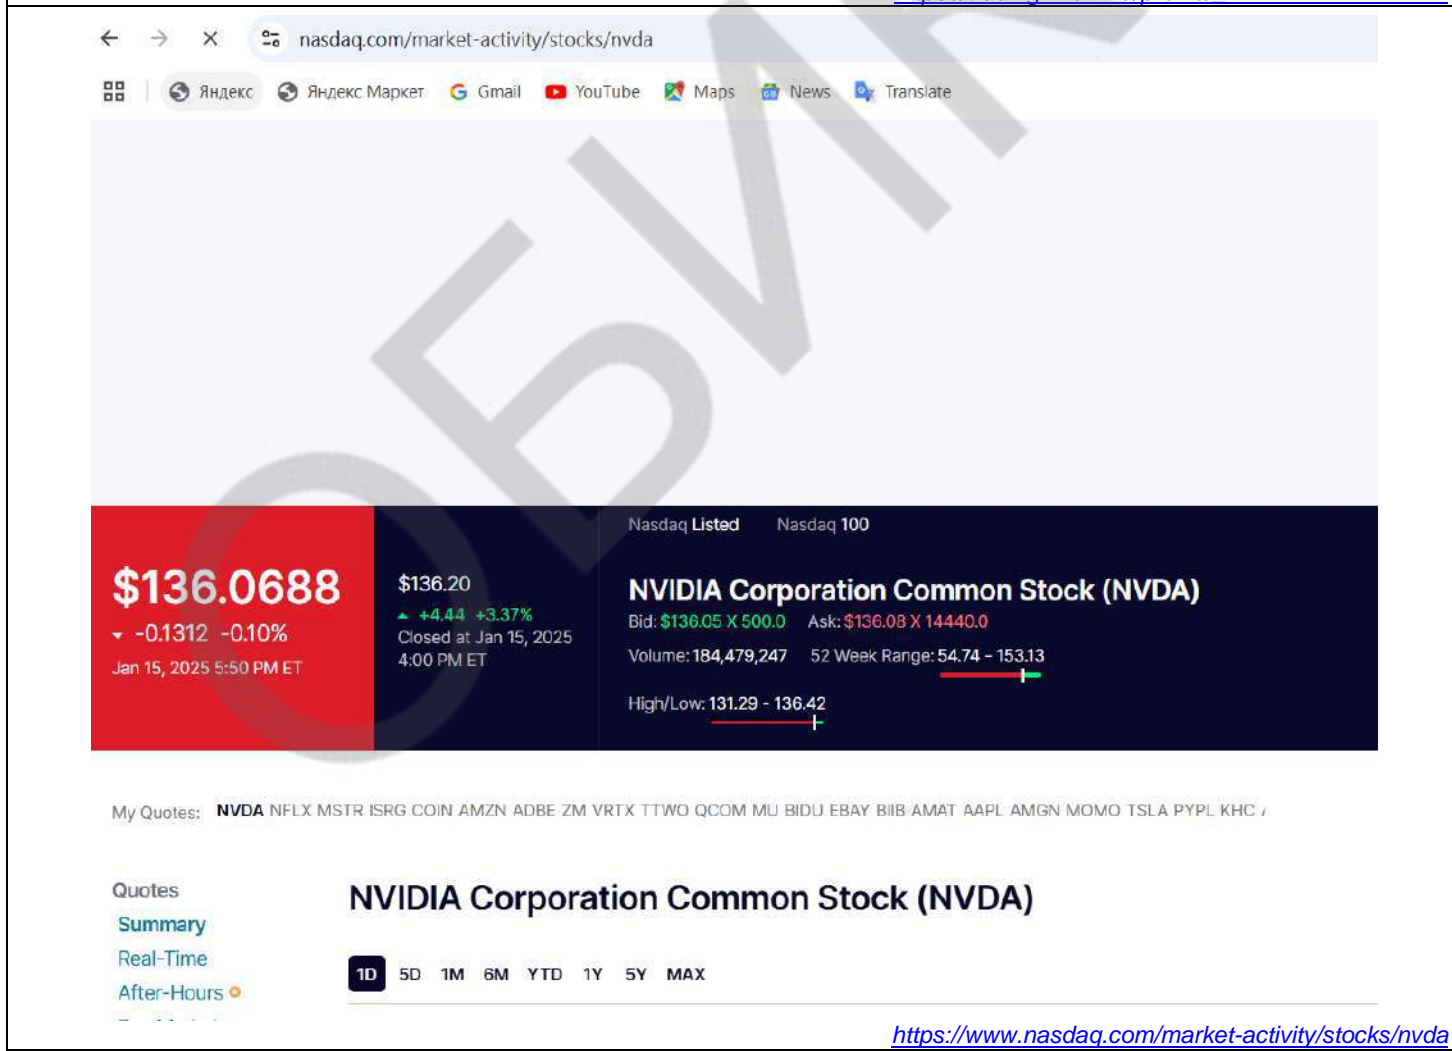 nasdaq.com/market-activity/stocks/nvda
Яндекс Яндекс Маркет Gmail YouTube Maps News Translate
ОБИ
Nasdaq Listed Nasdaq 100
$136.0688
-0.1312 -0.10%
Jan 15, 2025 5:50 PM ET
$136.20
+4.44 +3.37%
Closed at Jan 15, 2025
4:00 PM ET
NVIDIA Corporation Common Stock (NVDA)
Bid: $136.05 X 500.0 Ask: $136.08 X 14440.0
Volume: 184,479,247 52 Week Range: 54.74 – 153.13
High/Low: 131.29 - 136.42
My Quotes: NVDA NFLX MSTR ISRG COIN AMZN ADBE ZM VRTX TTWO QCOM MU BIDU EBAY BIIB AMAT AAPL AMGN MOMO TSLA PYPL KHC
Quotes
Summary
Real-Time
After-Hours
NVIDIA Corporation Common Stock (NVDA)
1D 5D 1M 6M YTD 1Y 5Y MAX
https://www.nasdaq.com/market-activity/stocks/nvda